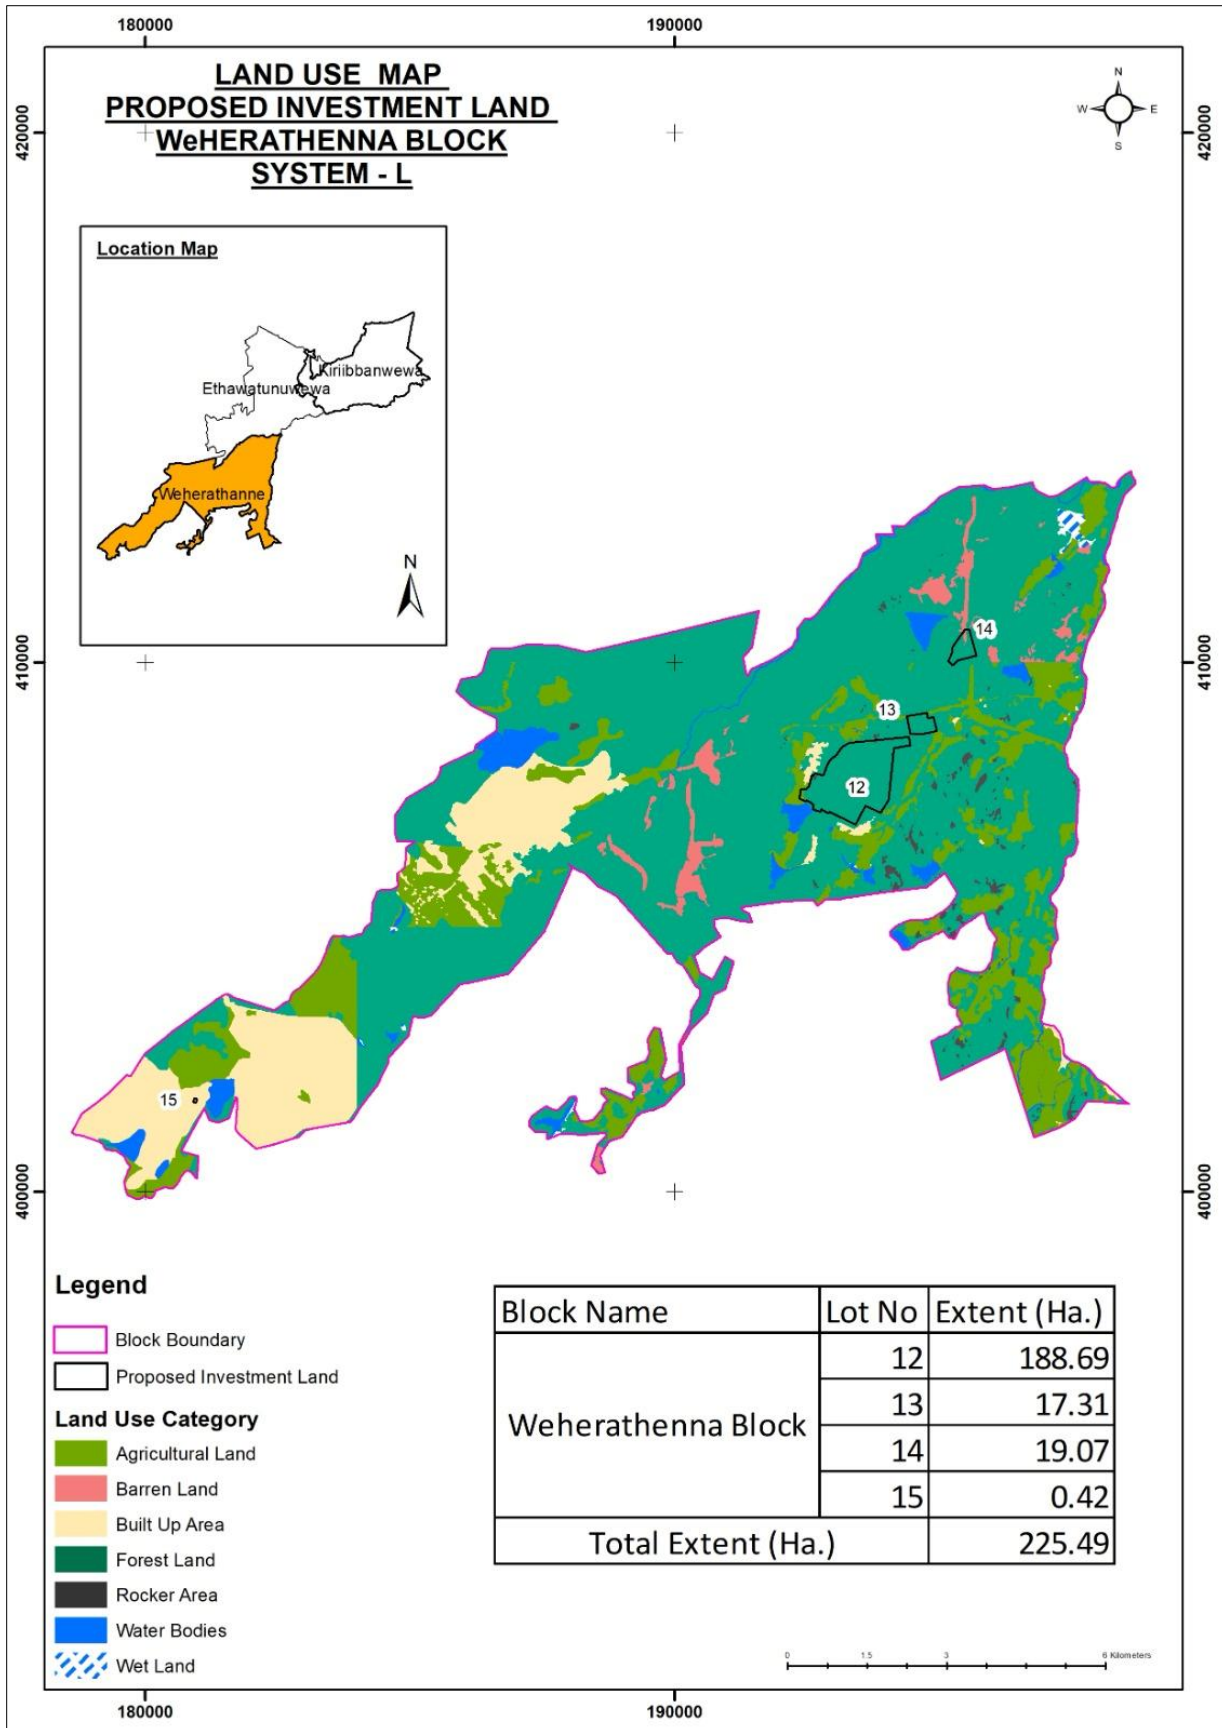 180000
190000
LAND USE MAP
PROPOSED INVESTMENT LAND
WeHERATHENNA BLOCK
SYSTEM - L
N
W
E
S
420000
420000
Location Map
Kiriibbanwewa
Ethawatunuwewa
Weherathanne
N
14
410000
410000
13
12
15
400000
400000
Legend
Block Boundary
Proposed Investment Land
Land Use Category
Agricultural Land
Barren Land
Built Up Area
Forest Land
Rocker Area
Water Bodies
Wet Land
Block Name Lot No Extent (Ha.)
Weherathenna Block
12 188.69
13 17.31
14 19.07
15 0.42
Total Extent (Ha.) 225.49
0 1.5 3 6 Kilometers
180000
190000